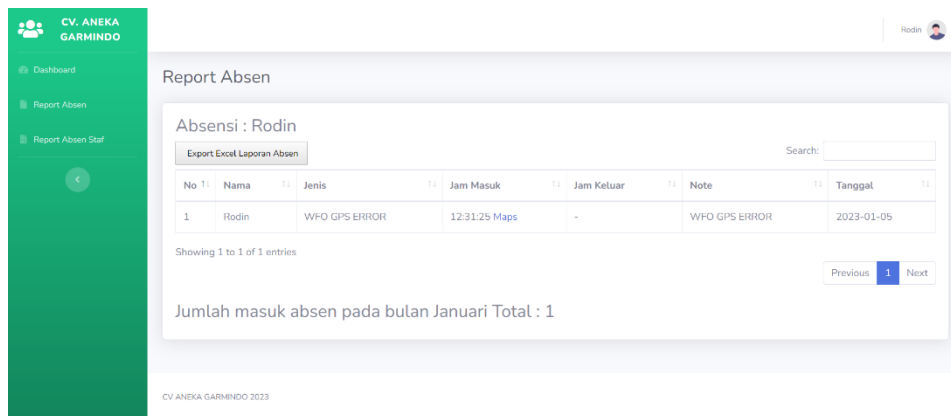 CV. ANEKA
GARMINDO
Rodin
Dashboard
Report Absen
Report Absen Staf
Report Absen
Absensi : Rodin
Export Excel Laporan Absen
Search:
No Nama Jenis Jam Masuk Jam Keluar Note Tanggal
1 Rodin WFO GPS ERROR 12:31:25 Maps - WFO GPS ERROR 2023-01-05
Showing 1 to 1 of 1 entries
Previous 1 Next
Jumlah masuk absen pada bulan Januari Total : 1
CV ANEKA GARMINDO 2023